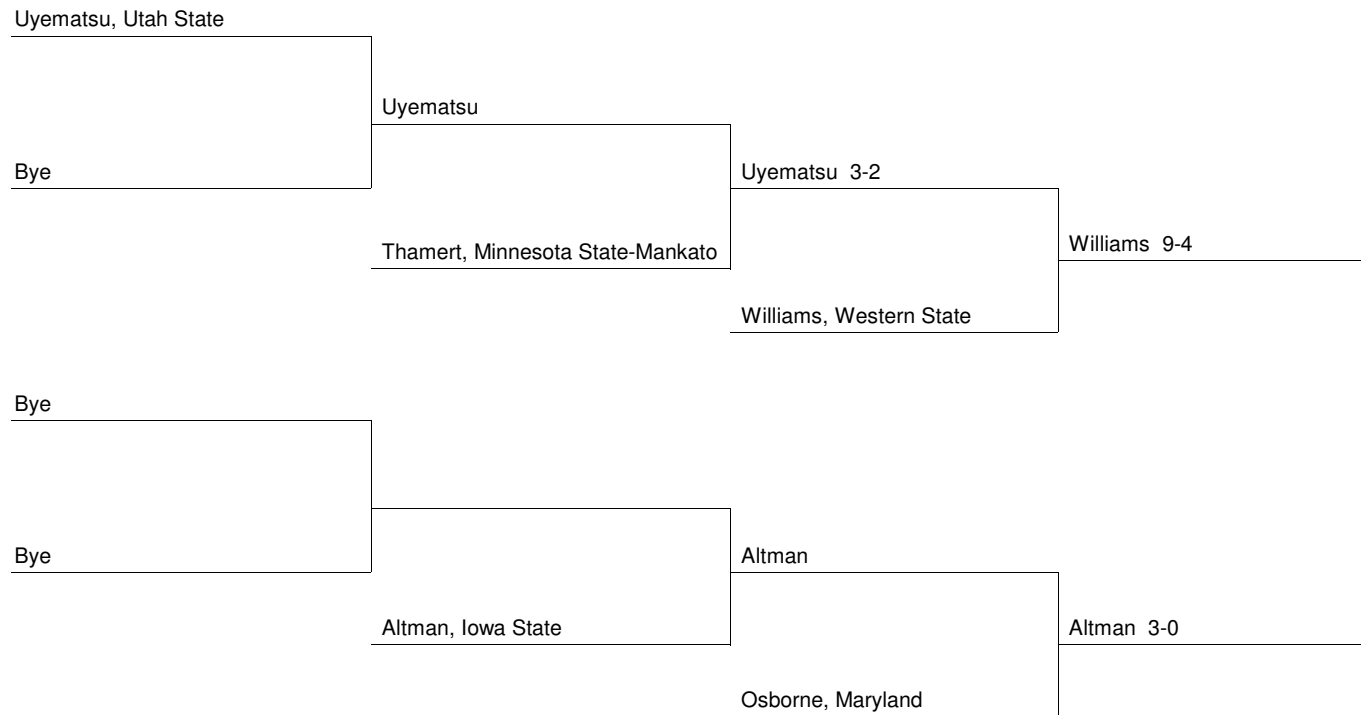 Uyematsu, Utah State
Uyematsu
Bye
Uyematsu 3-2
Williams 9-4
Thamert, Minnesota State-Mankato
Williams, Western State
Bye
Bye
Altman
Altman, Iowa State
Altman 3-0
Osborne, Maryland